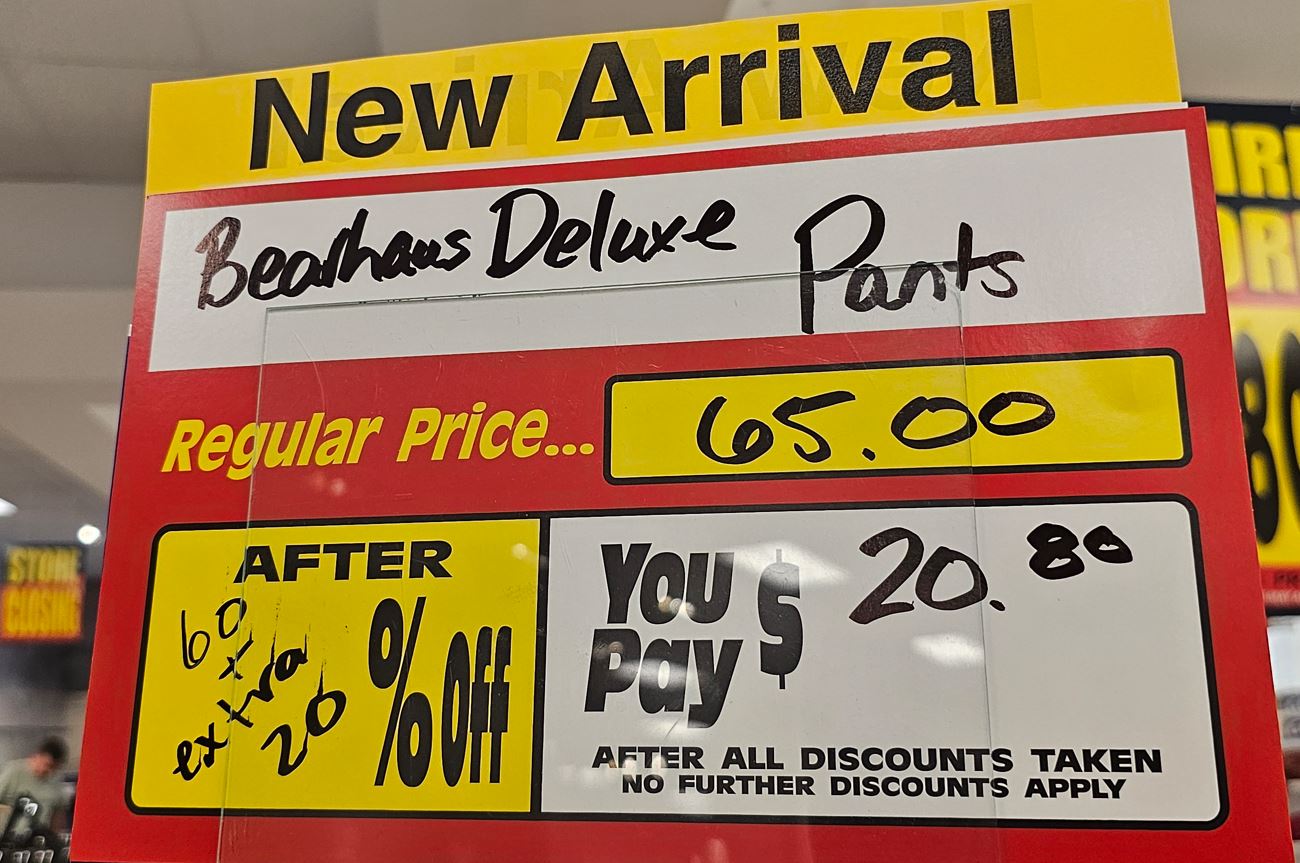 New Arrival
Bearhaus Deluxe Pants
Regular Price... 65.00
AFTER
60
+
extra
20
% Off
You Pay $ 20.80
AFTER ALL DISCOUNTS TAKEN
NO FURTHER DISCOUNTS APPLY
STORE
CLOSING